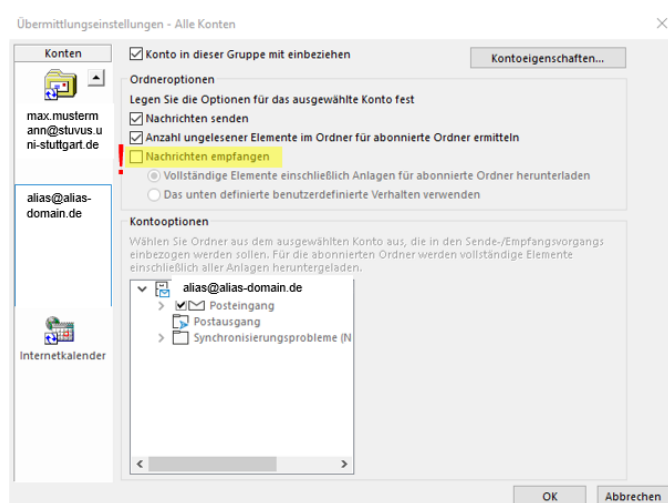 Übermittlungseinstellungen - Alle Konten
Konten
max.musterm
ann@stuvus.u
ni-stuttgart.de
alias@alias-
domain.de
Internetkalender
Konto in dieser Gruppe mit einbeziehen
Kontoeigenschaften...
Ordneroptionen
Legen Sie die Optionen für das ausgewählte Konto fest
Nachrichten senden
Anzahl ungelesener Elemente im Ordner für abonnierte Ordner ermitteln
! Nachrichten empfangen
Vollständige Elemente einschließlich Anlagen für abonnierte Ordner herunterladen
Das unten definierte benutzerdefinierte Verhalten verwenden
Kontooptionen
Wählen Sie Ordner aus dem ausgewählten Konto aus, die in den Sende-/Empfangsvorgangs
einbezogen werden sollen. Für die abonnierten Ordner werden vollständige Elemente
einschließlich aller Anlagen heruntergeladen.
alias@alias-domain.de
Posteingang
Postausgang
Synchronisierungsprobleme (N
OK
Abbrechen